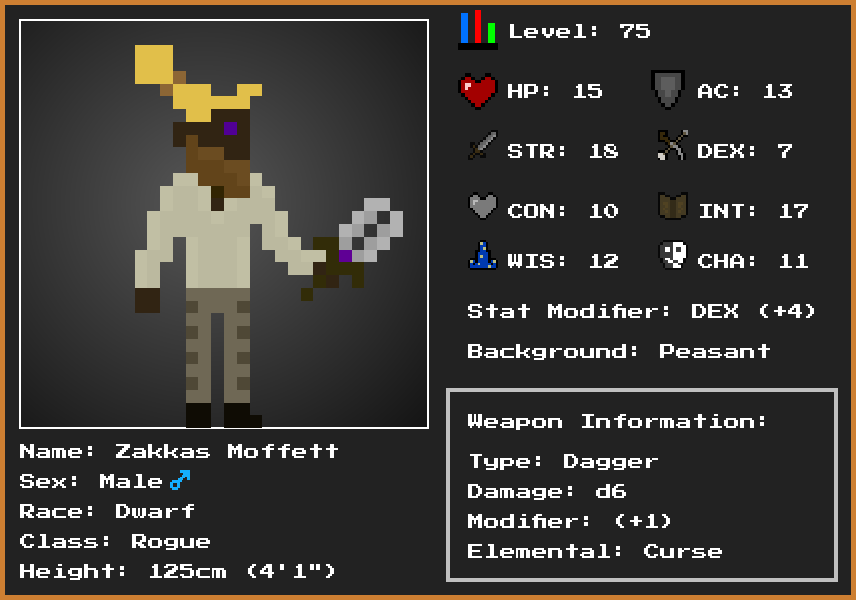 Level: 75
HP: 15
AC: 13
STR: 18
DEX: 7
CON: 10
INT: 17
WIS: 12
CHA: 11
Stat Modifier: DEX (+4)
Background: Peasant
Weapon Information:
Type: Dagger
Damage: d6
Modifier: (+1)
Elemental: Curse
Name: Zakkas Moffett
Sex: Male ♂
Race: Dwarf
Class: Rogue
Height: 125cm (4'1")